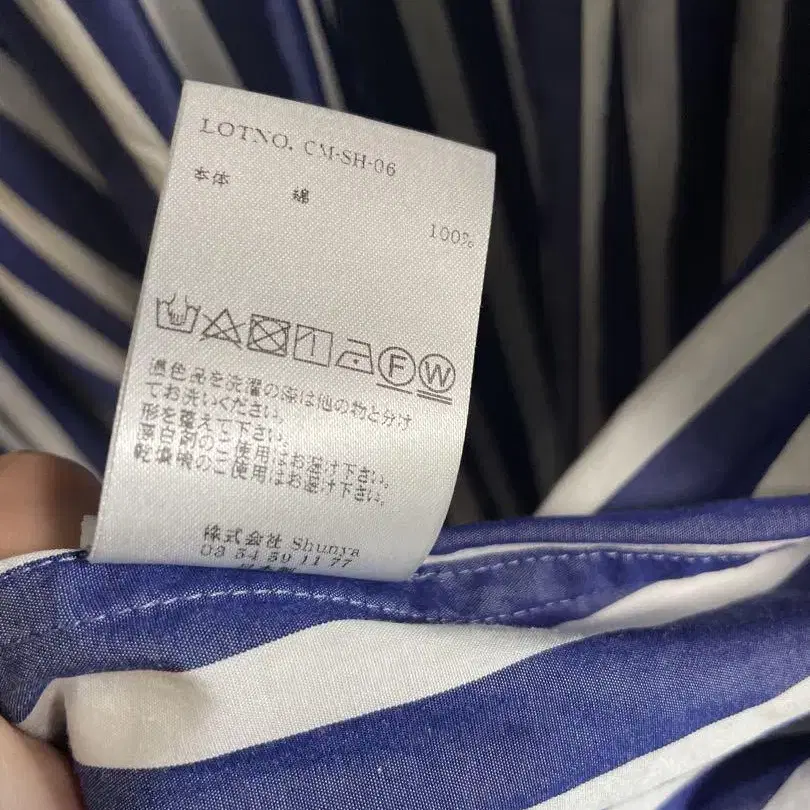 LOTNO. CM-SH-06
本体 綿
100%
F W
濃色品を洗濯の際は他の物と分け
てお洗いください。
形を整えて下さい。
漂白剤のご使用はお避け下さい。
乾燥機のご使用はお避け下さい。
株式会社 Shunya
03 54 59 11 77